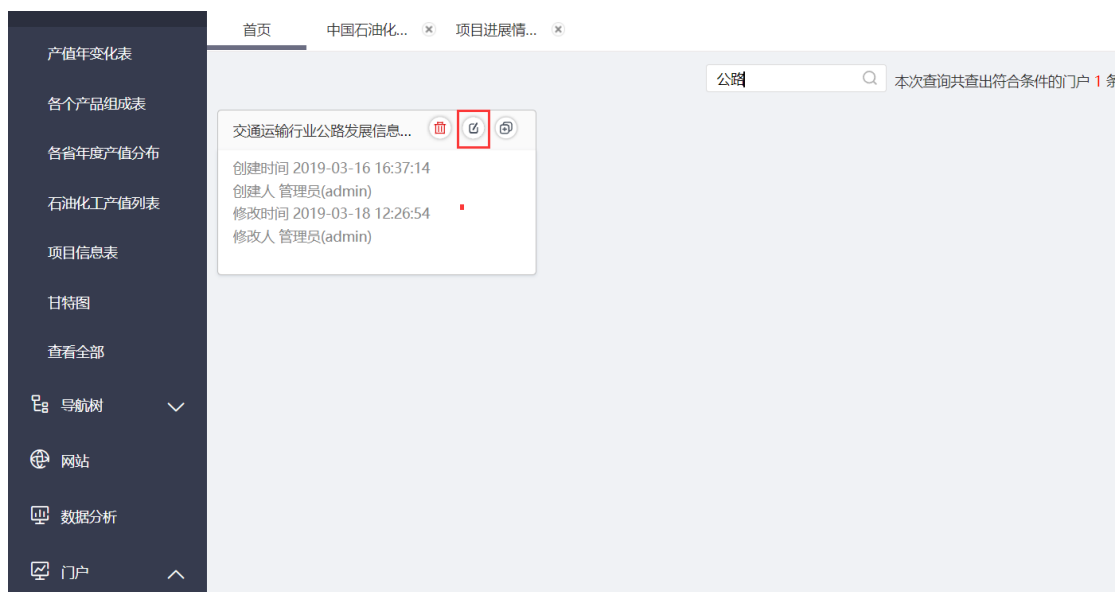 首页
中国石油化...
项目进展情...
产值年变化表
各个产品组成表
各省年度产值分布
石油化工产值列表
项目信息表
甘特图
查看全部
导航树
网站
数据分析
门户
公路
本次查询共查出符合条件的门户 1 条
交通运输行业公路发展信息...
创建时间 2019-03-16 16:37:14
创建人 管理员(admin)
修改时间 2019-03-18 12:26:54
修改人 管理员(admin)